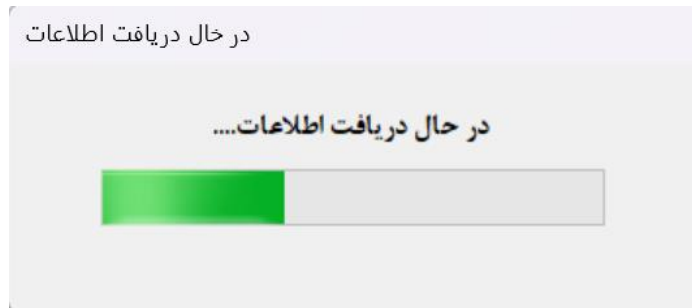 در خال دریافت اطلاعات
در حال دریافت اطلاعات....